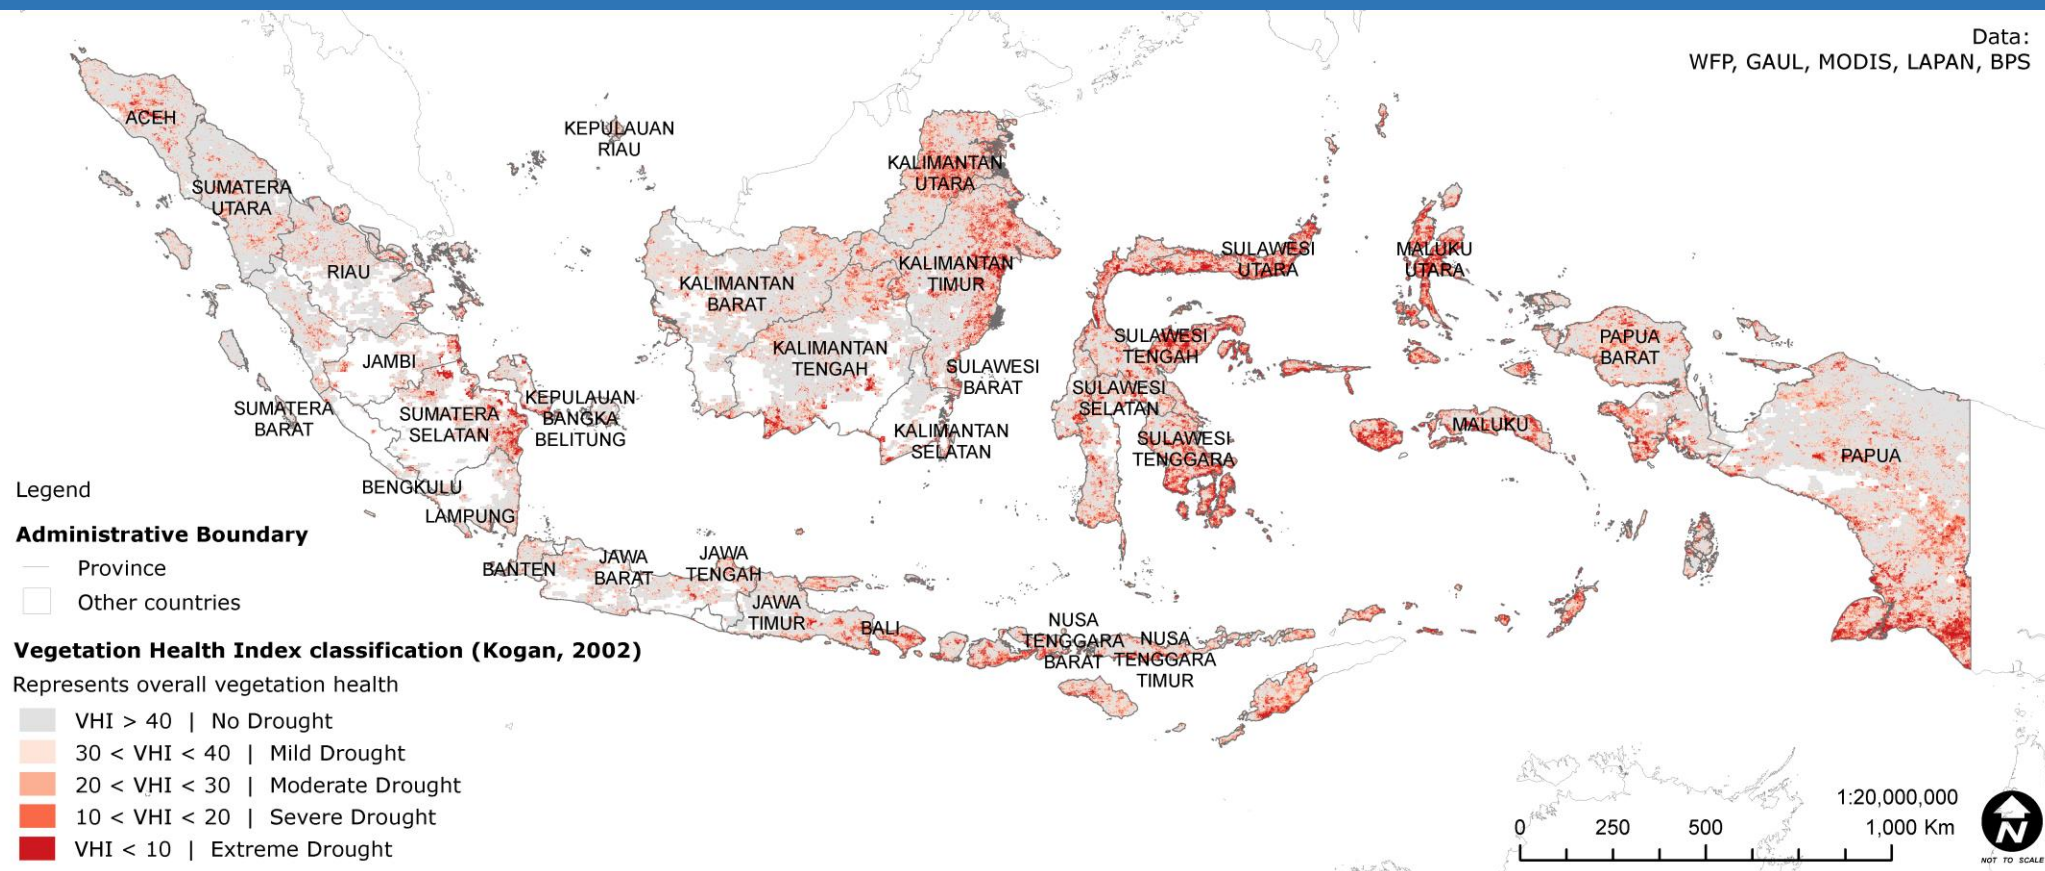 Data:
WFP, GAUL, MODIS, LAPAN, BPS
ACEH
KEPULAUAN
RIAU
KALIMANTAN
UTARA
SUMATERA
UTARA
SULAWESI
UTARA
MALUKU
UTARA
RIAU
KALIMANTAN
BARAT
KALIMANTAN
TIMUR
SULAWESI
TENGAH
PAPUA
BARAT
JAMBI
KALIMANTAN
TENGAH
SULAWESI
BARAT
SULAWESI
SELATAN
SUMATERA
BARAT
SUMATERA
SELATAN
KEPULAUAN
BANGKA
BELITUNG
KALIMANTAN
SELATAN
SULAWESI
TENGGARA
MALUKU
PAPUA
BENGKULU
LAMPUNG
BANTEN
JAWA
BARAT
JAWA
TENGAH
JAWA
TIMUR
BALI
NUSA
TENGGARA
BARAT
NUSA
TENGGARA
TIMUR
Legend
Administrative Boundary
Province
Other countries
Vegetation Health Index classification (Kogan, 2002)
Represents overall vegetation health
VHI > 40 | No Drought
30 < VHI < 40 | Mild Drought
20 < VHI < 30 | Moderate Drought
10 < VHI < 20 | Severe Drought
VHI < 10 | Extreme Drought
1:20,000,000
0 250 500 1,000 Km
N
NOT TO SCALE